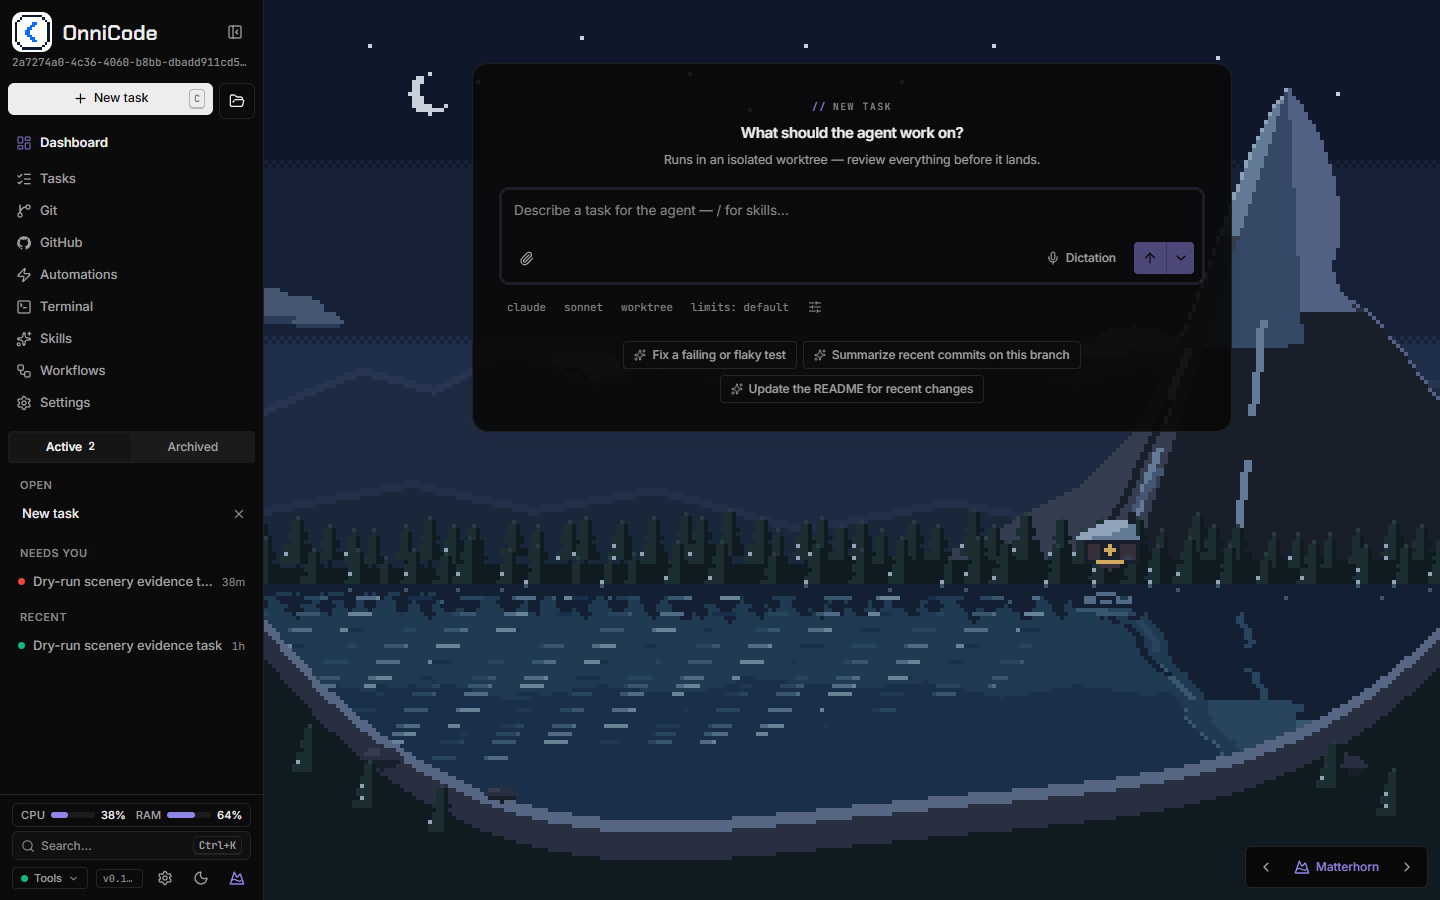 OnniCode
2a7274a0-4c36-4060-b8bb-dbadd911cd5…
New task C
Dashboard
Tasks
Git
GitHub
Automations
Terminal
Skills
Workflows
Settings
Active 2 Archived
OPEN
New task
NEEDS YOU
Dry-run scenery evidence t… 38m
RECENT
Dry-run scenery evidence task 1h
CPU 38% RAM 64%
Search... Ctrl+K
Tools v0.1…
// NEW TASK
What should the agent work on?
Runs in an isolated worktree — review everything before it lands.
Describe a task for the agent — / for skills...
Dictation
claude sonnet worktree limits: default
Fix a failing or flaky test Summarize recent commits on this branch
Update the README for recent changes
Matterhorn